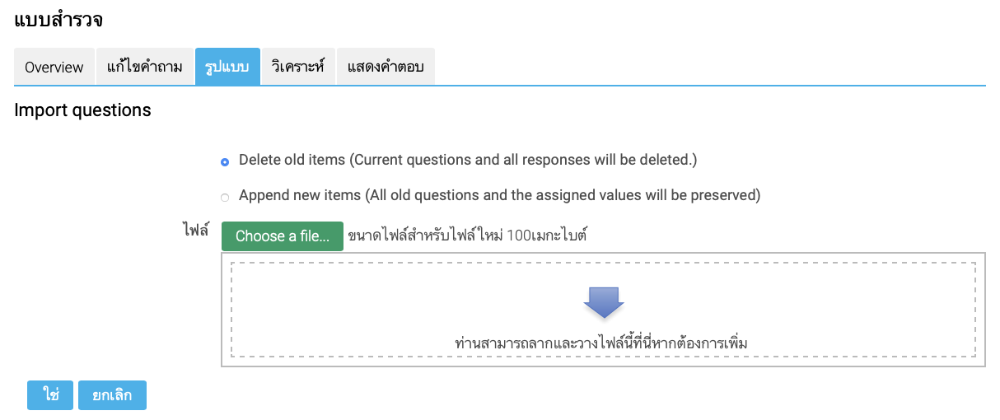 แบบสำรวจ
Overview แก้ไขคำถาม รูปแบบ วิเคราะห์ แสดงคำตอบ
Import questions
Delete old items (Current questions and all responses will be deleted.)
Append new items (All old questions and the assigned values will be preserved)
ไฟล์ Choose a file... ขนาดไฟล์สำหรับไฟล์ใหม่ 100เมกะไบต์
ท่านสามารถลากและวางไฟล์นี้ที่นี่หากต้องการเพิ่ม
ใช่ ยกเลิก